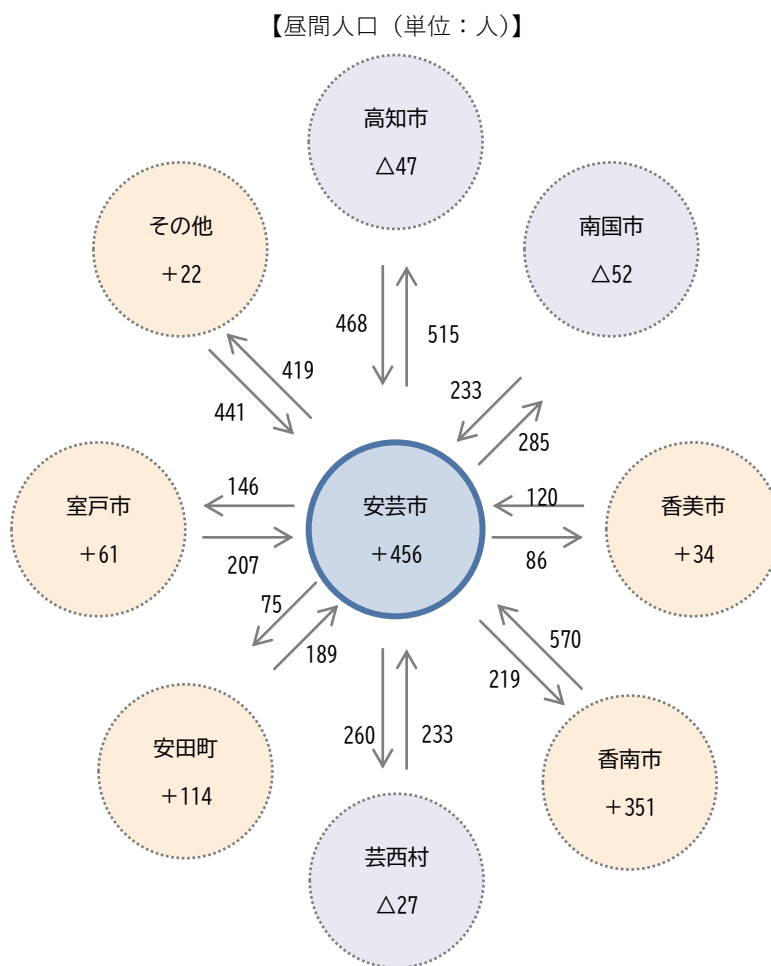 【昼間人口（単位：人）】
高知市
△47
その他
＋22
南国市
△52
468
515
419
441
233
285
室戸市
＋61
146
207
安芸市
＋456
120
86
香美市
＋34
75
189
570
219
安田町
＋114
260
233
香南市
＋351
芸西村
△27